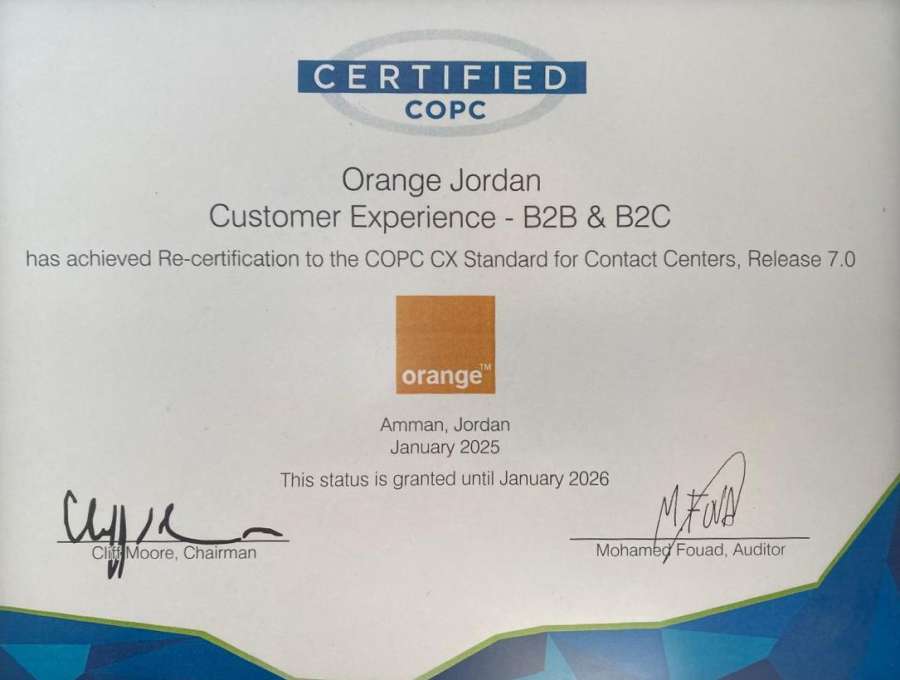 CERTIFIED
COPC
Orange Jordan
Customer Experience - B2B & B2C
has achieved Re-certification to the COPC CX Standard for Contact Centers, Release 7.0
orange™
Amman, Jordan
January 2025
This status is granted until January 2026
M. Fouad
Cliff Moore, Chairman
Mohamed Fouad, Auditor